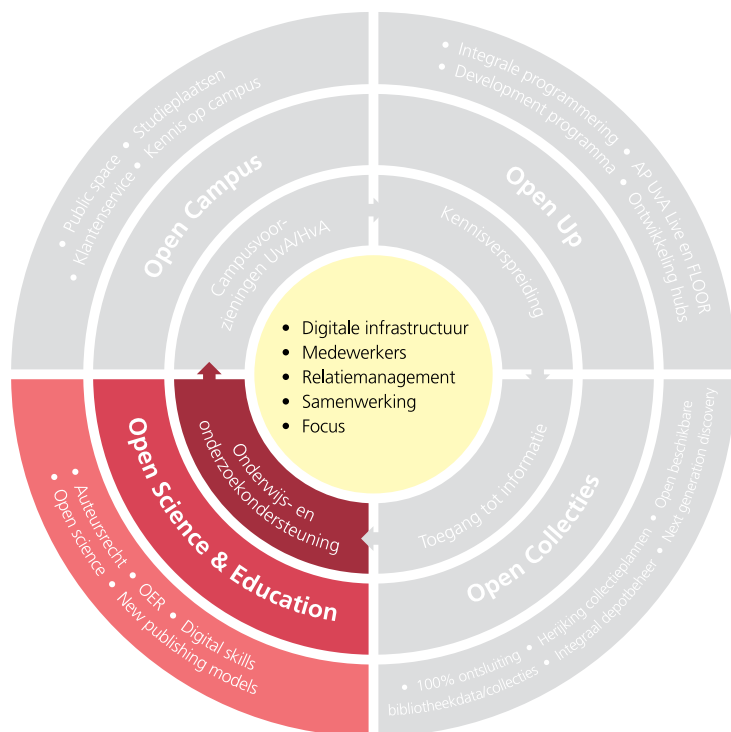 • Public space • Studieplaatsen
• Klantenservice • Kennis op campus
Open Campus
Campusvoor-
zieningen UvA/HvA
• Integrale programmering • AP UvA Live en FLOOR
• Development programma • Ontwikkeling hubs
Open Up
Kennisverspreiding
• Digitale infrastructuur
• Medewerkers
• Relatiemanagement
• Samenwerking
• Focus
Onderwijs- en
onderzoekondersteuning
Open Science & Education
• Auteursrecht • OER • Digital skills
• Open science • New publishing models
Toegang tot informatie
Open Collecties
• 100% ontsluiting • Herijking collectieplannen • Open beschikbare
bibliotheekdata/collecties • Integraal depotbeheer • Next generation discovery